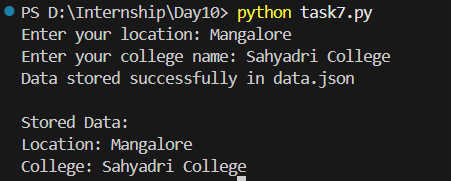 PS D:\Internship\Day10> python task7.py
Enter your location: Mangalore
Enter your college name: Sahyadri College
Data stored successfully in data.json
Stored Data:
Location: Mangalore
College: Sahyadri College